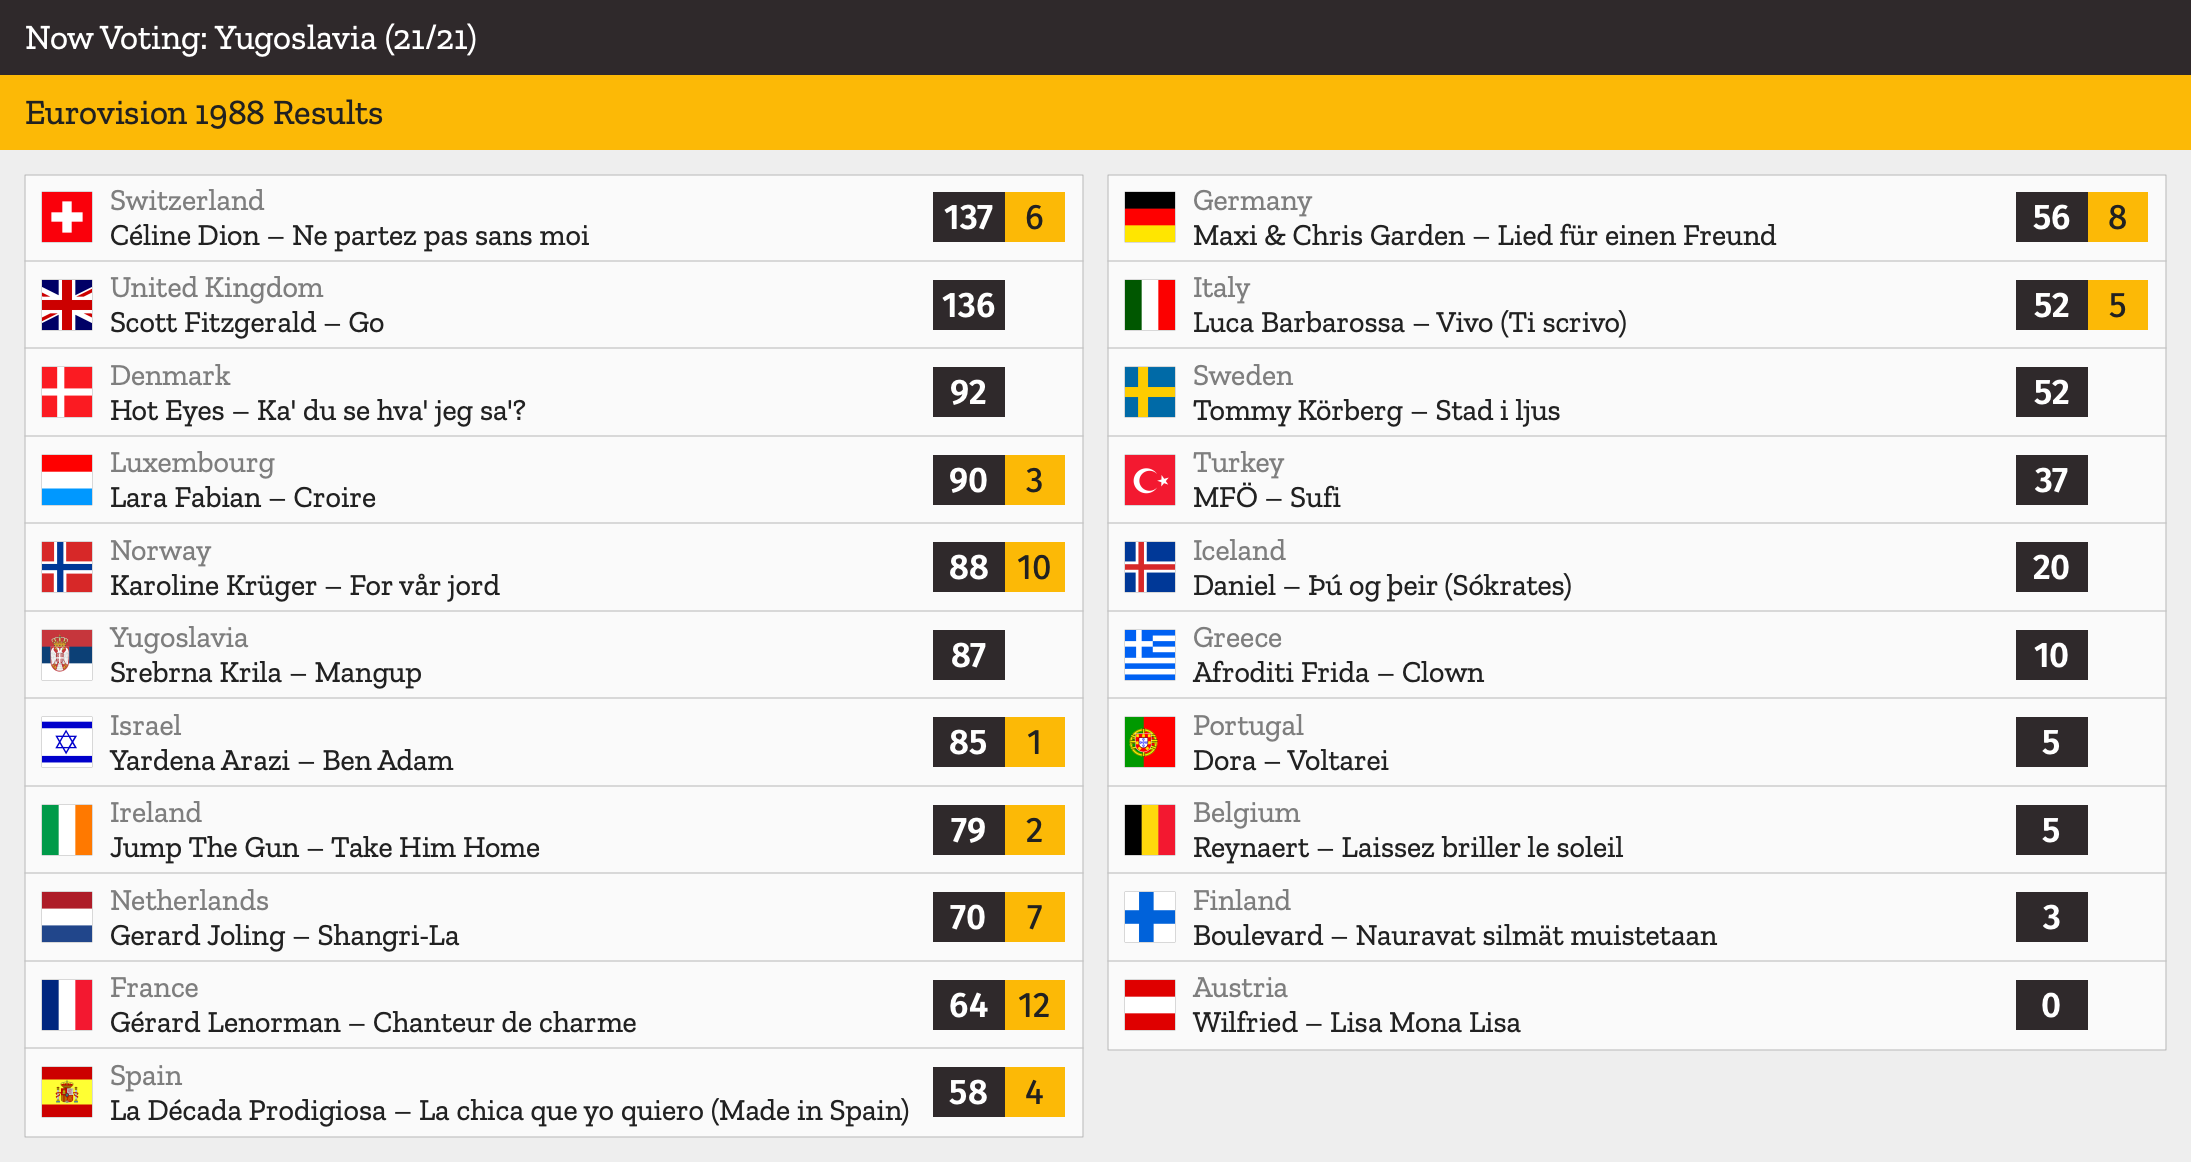 Now Voting: Yugoslavia (21/21)
Eurovision 1988 Results
Switzerland
Céline Dion – Ne partez pas sans moi
137 6
United Kingdom
Scott Fitzgerald – Go
136
Denmark
Hot Eyes – Ka' du se hva' jeg sa'?
92
Luxembourg
Lara Fabian – Croire
90 3
Norway
Karoline Krüger – For vår jord
88 10
Yugoslavia
Srebrna Krila – Mangup
87
Israel
Yardena Arazi – Ben Adam
85 1
Ireland
Jump The Gun – Take Him Home
79 2
Netherlands
Gerard Joling – Shangri-La
70 7
France
Gérard Lenorman – Chanteur de charme
64 12
Spain
La Década Prodigiosa – La chica que yo quiero (Made in Spain)
58 4
Germany
Maxi & Chris Garden – Lied für einen Freund
56 8
Italy
Luca Barbarossa – Vivo (Ti scrivo)
52 5
Sweden
Tommy Körberg – Stad i ljus
52
Turkey
MFÖ – Sufi
37
Iceland
Daniel – Þú og þeir (Sókrates)
20
Greece
Afroditi Frida – Clown
10
Portugal
Dora – Voltarei
5
Belgium
Reynaert – Laissez briller le soleil
5
Finland
Boulevard – Nauravat silmät muistetaan
3
Austria
Wilfried – Lisa Mona Lisa
0